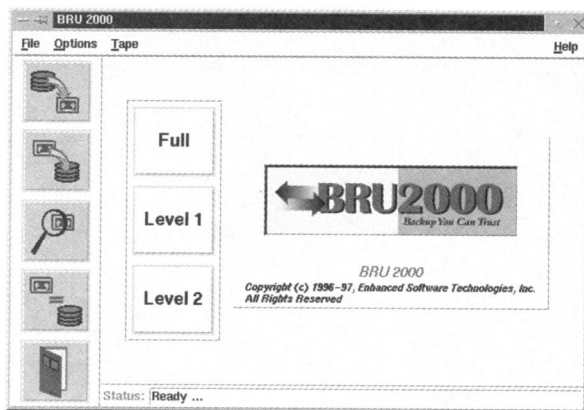 BRU 2000
File Options Tape Help
Full
Level 1
Level 2
BRU2000
Backup You Can Trust
BRU 2000
Copyright (c) 1996-97, Enhanced Software Technologies, Inc.
All Rights Reserved
Status: Ready ...